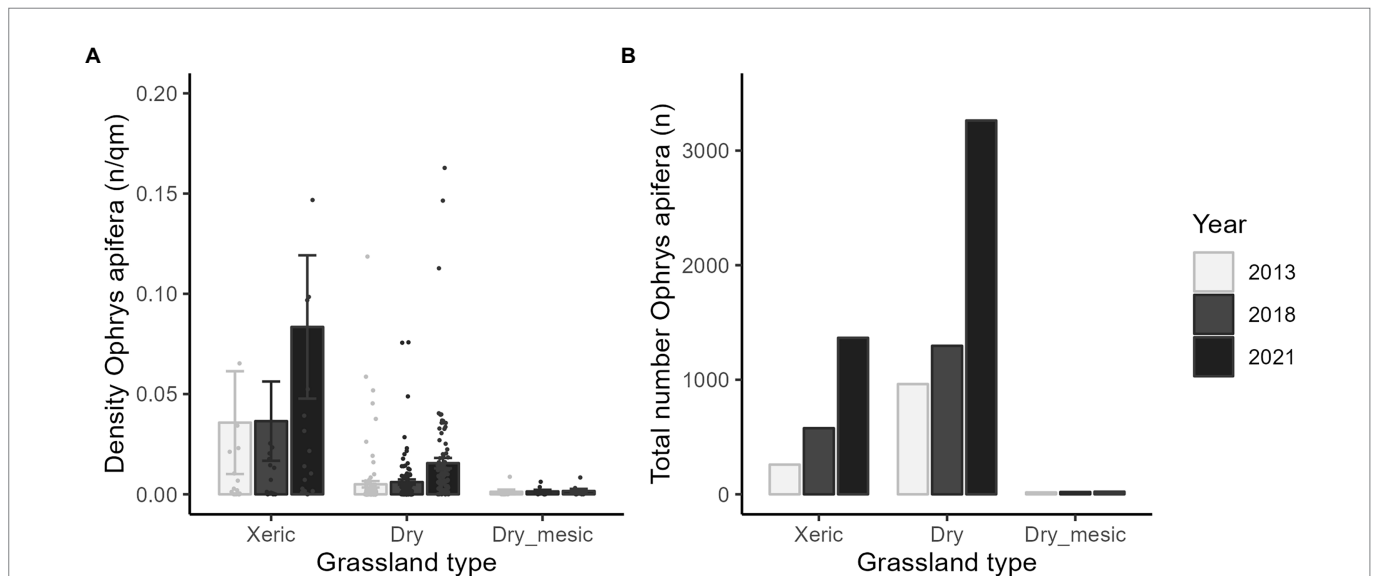 A
Density Ophrys apifera (n/qm)
0.20
0.15
0.10
0.05
0.00
Xeric Dry Dry_mesic
Grassland type
B
Total number Ophrys apifera (n)
3000
2000
1000
0
Xeric Dry Dry_mesic
Grassland type
Year
2013
2018
2021